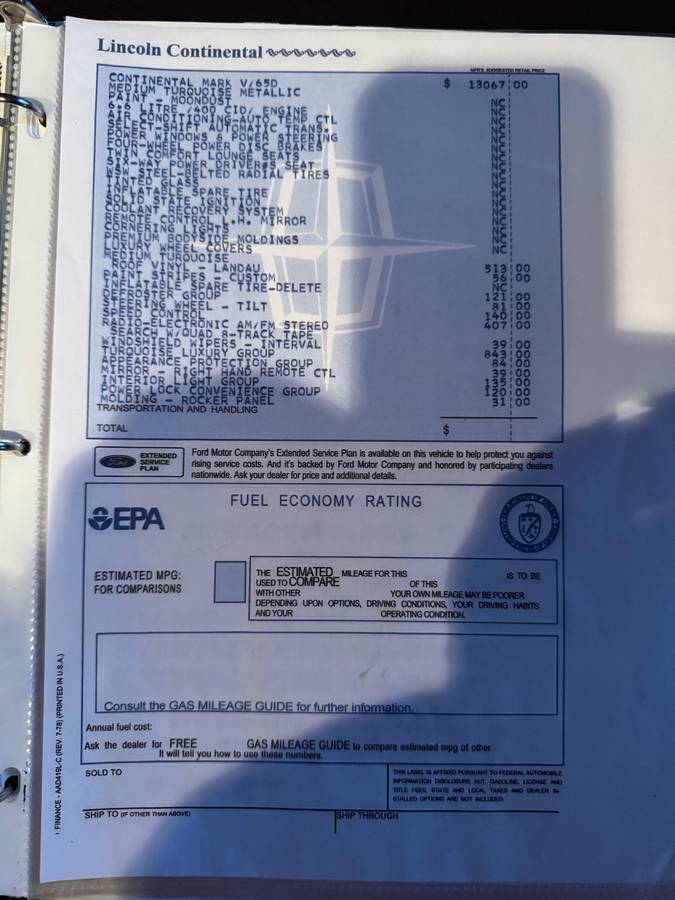 Lincoln Continental
MFR'S SUGGESTED RETAIL PRICE
CONTINENTAL MARK V/65D $ 13067 00
MEDIUM TURQUOISE METALLIC
PAINT - MOONDUST NC
6.6 LITRE /400 CID/ ENGINE NC
AIR CONDITIONING-AUTO TEMP CTL NC
SELECT-SHIFT AUTOMATIC TRANS. NC
POWER WINDOWS & POWER STEERING NC
FOUR-WHEEL POWER DISC BRAKES NC
TWIN COMFORT LOUNGE SEATS NC
SIX-WAY POWER DRIVER'S SEAT NC
WSW STEEL-BELTED RADIAL TIRES NC
TINTED GLASS NC
INFLATABLE SPARE TIRE NC
SOLID STATE IGNITION NC
COOLANT RECOVERY SYSTEM NC
REMOTE CONTROL L.H. MIRROR NC
CORNERING LIGHTS NC
PREMIUM BODYSIDE MOLDINGS NC
LUXURY WHEEL COVERS NC
MEDIUM TURQUOISE
ROOF VINYL - LANDAU 513 00
PAINT STRIPES - CUSTOM 56 00
INFLATABLE SPARE TIRE-DELETE NC
DEFROSTER GROUP 121 00
STEERING WHEEL - TILT 81 00
SPEED CONTROL 140 00
RADIO-ELECTRONIC AM/FM STEREO 407 00
SEARCH W/QUAD 8-TRACK TAPE
WINDSHIELD WIPERS - INTERVAL 39 00
TURQUOISE LUXURY GROUP 843 00
APPEARANCE PROTECTION GROUP 84 00
MIRROR - RIGHT HAND REMOTE CTL 39 00
INTERIOR LIGHT GROUP 135 00
POWER LOCK CONVENIENCE GROUP 120 00
MOLDING - ROCKER PANEL 31 00
TRANSPORTATION AND HANDLING
TOTAL $
Ford
EXTENDED
SERVICE
PLAN
Ford Motor Company's Extended Service Plan is available on this vehicle to help protect you against
rising service costs. And it's backed by Ford Motor Company and honored by participating dealers
nationwide. Ask your dealer for price and additional details.
FUEL ECONOMY RATING
EPA
ESTIMATED MPG:
FOR COMPARISONS
THE ESTIMATED MILEAGE FOR THIS IS TO BE
USED TO COMPARE OF THIS
WITH OTHER YOUR OWN MILEAGE MAY BE POORER
DEPENDING UPON OPTIONS, DRIVING CONDITIONS, YOUR DRIVING HABITS
AND YOUR OPERATING CONDITION.
Consult the GAS MILEAGE GUIDE for further information.
Annual fuel cost:
Ask the dealer for FREE GAS MILEAGE GUIDE to compare estimated mpg of other
It will tell you how to use these numbers.
SOLD TO
THIS LABEL IS AFFIXED PURSUANT TO FEDERAL AUTOMOBILE
INFORMATION DISCLOSURE ACT. GASOLINE, LICENSE AND
TITLE FEES, STATE AND LOCAL TAXES AND DEALER IN-
STALLED OPTIONS ARE NOT INCLUDED.
SHIP TO (IF OTHER THAN ABOVE)
SHIP THROUGH
FINANCE - AAD419L-C (REV. 7-78) (PRINTED IN U.S.A.)